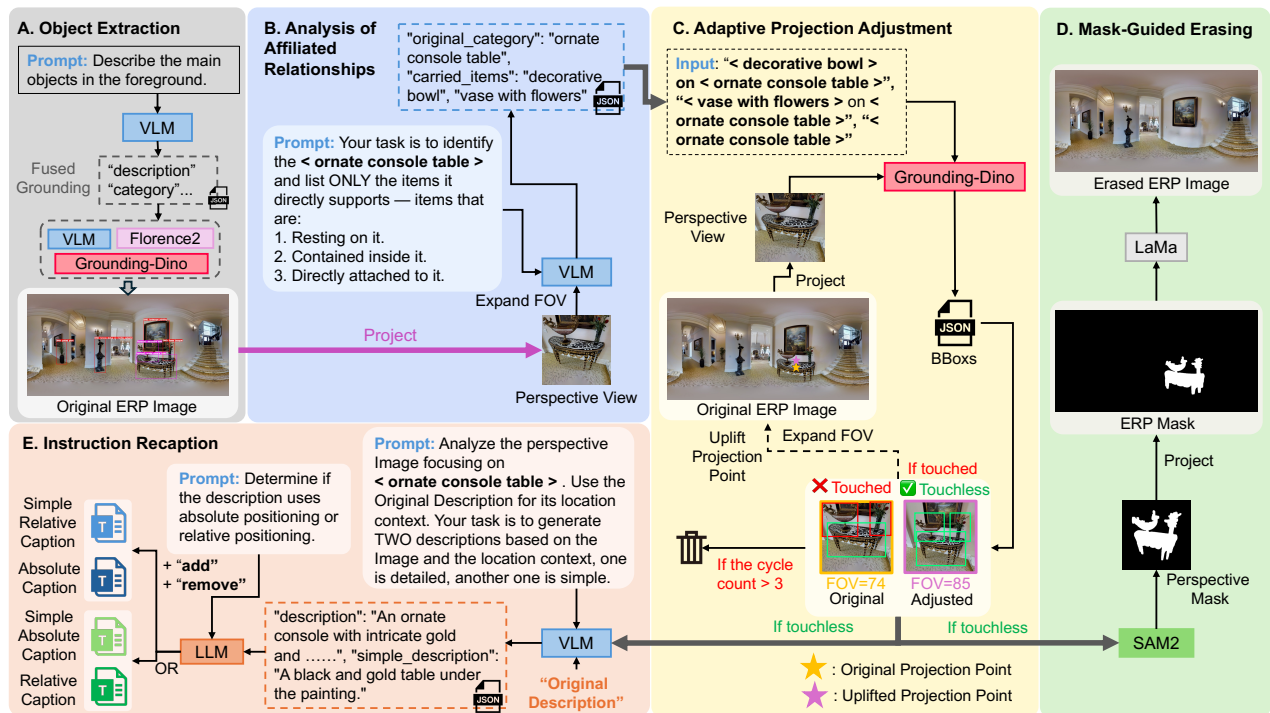 A. Object Extraction
Prompt: Describe the main
objects in the foreground.
VLM
Fused
Grounding
“description”
“category”...
JSON
VLM
Florence2
Grounding-Dino
Original ERP Image
B. Analysis of
Affiliated
Relationships
"original_category": "ornate
console table",
"carried_items": "decorative
bowl", "vase with flowers"
JSON
Prompt: Your task is to identify
the < ornate console table >
and list ONLY the items it
directly supports — items that
are:
1. Resting on it.
2. Contained inside it.
3. Directly attached to it.
VLM
Expand FOV
Project
Perspective View
C. Adaptive Projection Adjustment
Input: “< decorative bowl >
on < ornate console table >”,
“< vase with flowers > on <
ornate console table >”, “<
ornate console table >”
Grounding-Dino
Perspective
View
Project
Original ERP Image
JSON
BBoxs
Uplift
Projection
Point
Expand FOV
If touched
Touched
Touchless
If the cycle
count > 3
FOV=74
Original
FOV=85
Adjusted
If touchless
If touchless
: Original Projection Point
: Uplifted Projection Point
D. Mask-Guided Erasing
Erased ERP Image
LaMa
ERP Mask
Project
Perspective
Mask
SAM2
E. Instruction Recaption
Prompt: Determine if
the description uses
absolute positioning or
relative positioning.
Prompt: Analyze the perspective
Image focusing on
< ornate console table > . Use the
Original Description for its location
context. Your task is to generate
TWO descriptions based on the
Image and the location context, one
is detailed, another one is simple.
Simple
Relative
Caption
T
Absolute
Caption
T
Simple
Absolute
Caption
T
Relative
Caption
T
+ “add”
+ “remove”
OR
LLM
"description": "An ornate
console with intricate gold
and ……", "simple_description":
"A black and gold table under
the painting."
JSON
VLM
“Original
Description”